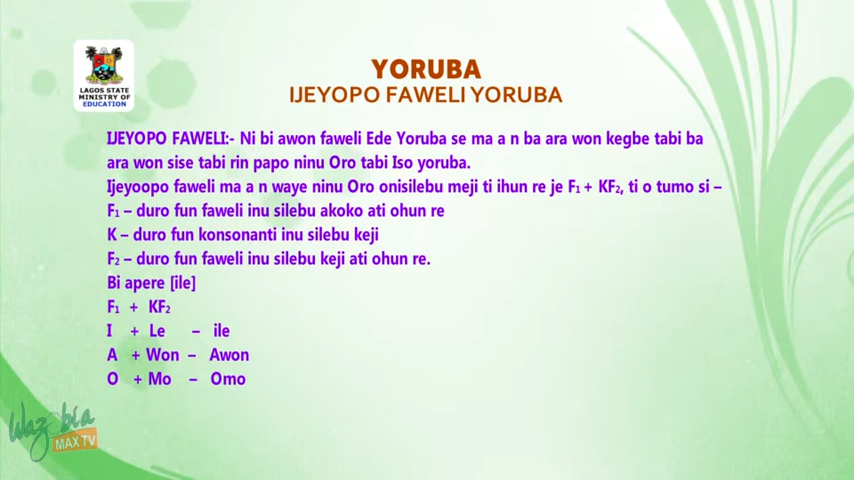 LAGOS STATE
MINISTRY OF
EDUCATION
YORUBA
IJEYOPO FAWELI YORUBA
IJEYOPO FAWELI:- Ni bi awon faweli Ede Yoruba se ma a n ba ara won kegbe tabi ba
ara won sise tabi rin papo ninu Oro tabi Iso yoruba.
Ijeyoopo faweli ma a n waye ninu Oro onisilebu meji ti ihun re je F₁ + KF₂, ti o tumo si –
F₁ – duro fun faweli inu silebu akoko ati ohun re
K – duro fun konsonanti inu silebu keji
F₂ – duro fun faweli inu silebu keji ati ohun re.
Bi apere [ile]
F₁ + KF₂
I + Le – ile
A + Won – Awon
O + Mo – Omo
Wazobia
MAX TV